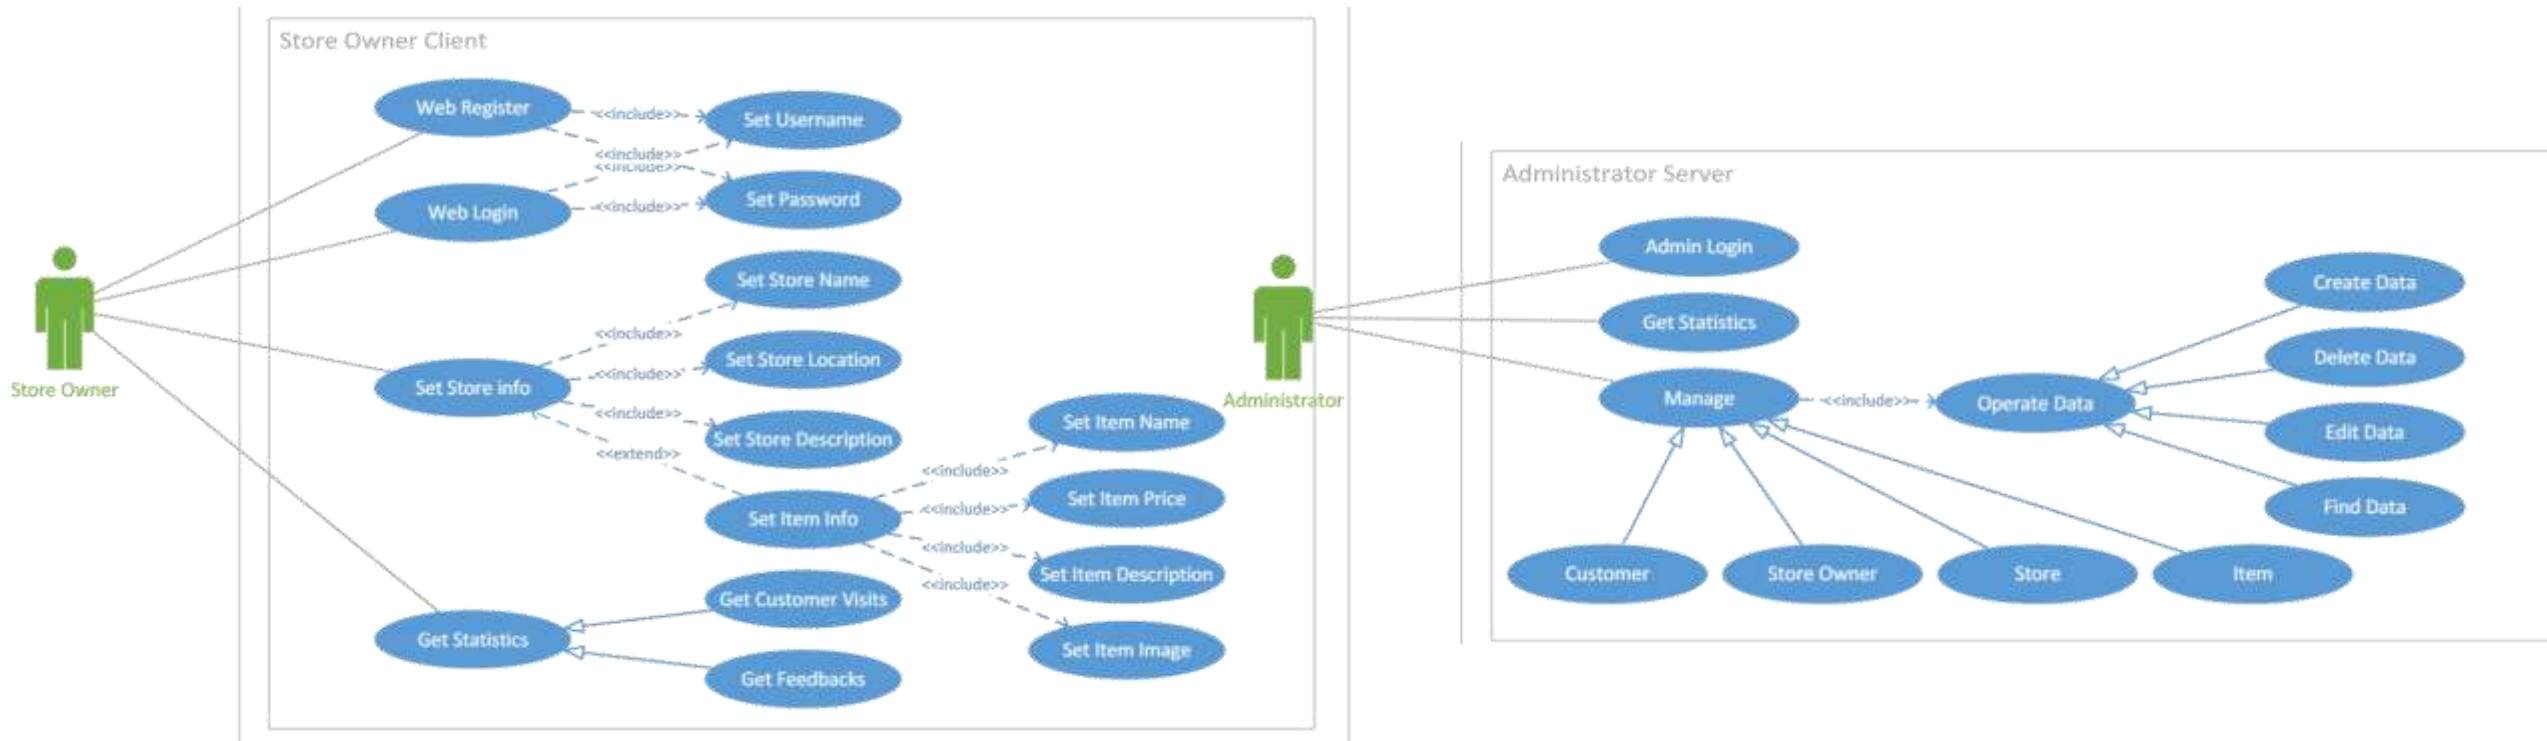 Store Owner Client
Web Register
<<include>>
Set Username
<<include>>
<<include>>
Web Login
<<include>>
Set Password
Store Owner
Set Store Name
<<include>>
Set Store Location
<<include>>
Set Store info
<<include>>
Set Store Description
<<extend>>
Set Item Name
<<include>>
Set Item Price
<<include>>
Set Item Info
<<include>>
Set Item Description
<<include>>
Set Item Image
Get Customer Visits
Get Statistics
Get Feedbacks
Administrator
Administrator Server
Admin Login
Get Statistics
Manage
<<include>>
Operate Data
Create Data
Delete Data
Edit Data
Find Data
Customer
Store Owner
Store
Item